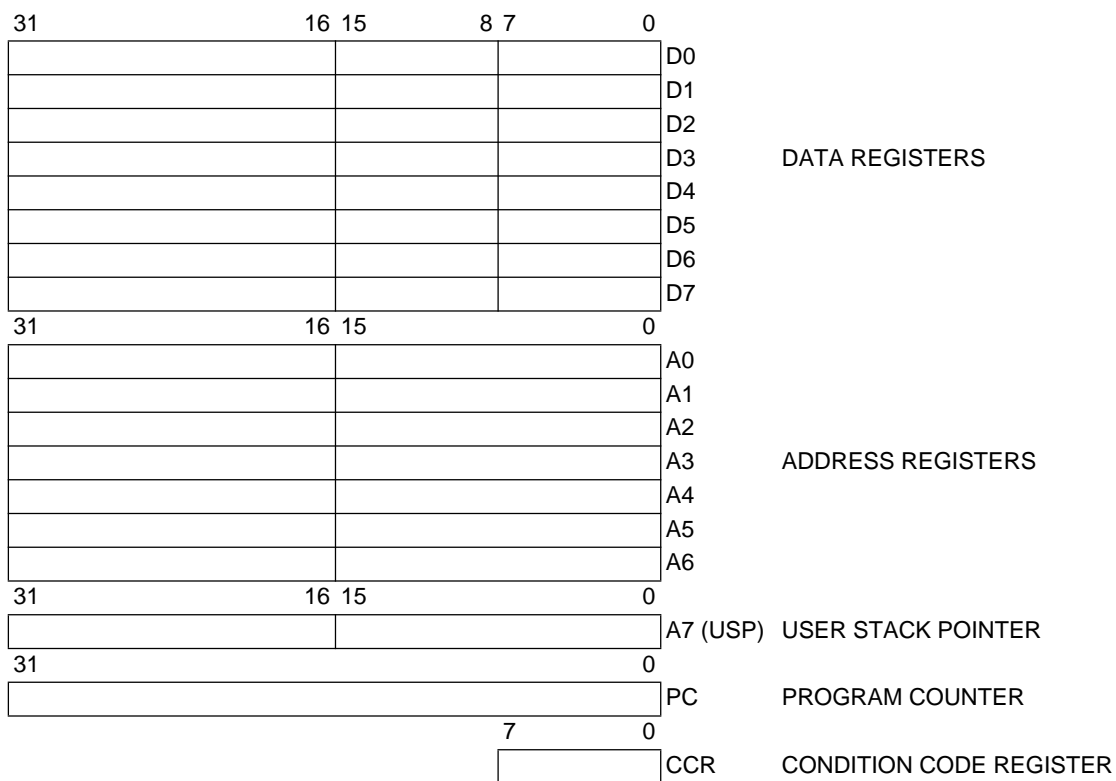 31 16 15 8 7 0
D0
D1
D2
D3 DATA REGISTERS
D4
D5
D6
D7
31 16 15 0
A0
A1
A2
A3 ADDRESS REGISTERS
A4
A5
A6
31 16 15 0
A7 (USP) USER STACK POINTER
31 0
PC PROGRAM COUNTER
7 0
CCR CONDITION CODE REGISTER